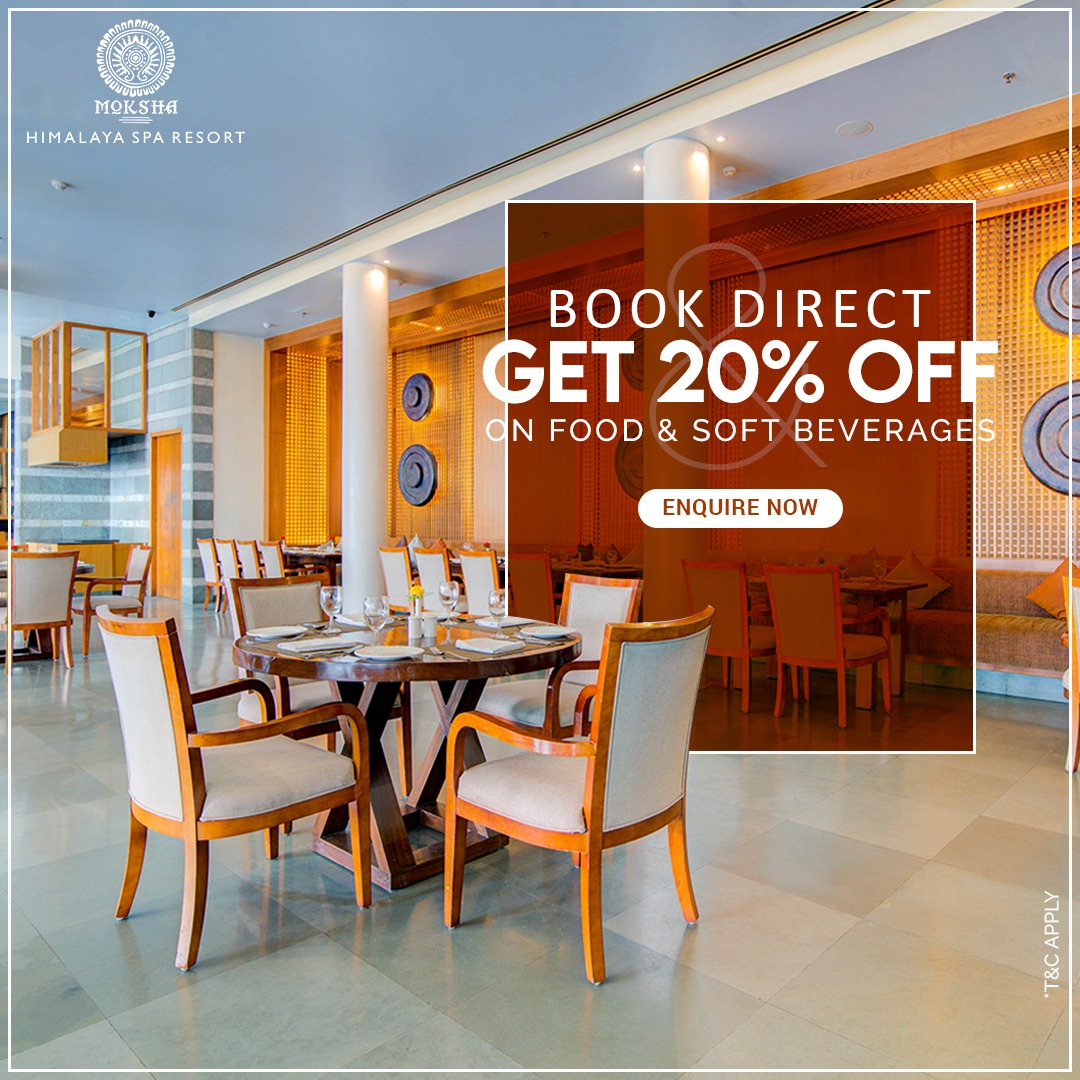 MOKSHA
HIMALAYA SPA RESORT
BOOK DIRECT
&
GET 20% OFF
ON FOOD & SOFT BEVERAGES
ENQUIRE NOW
*T&C APPLY